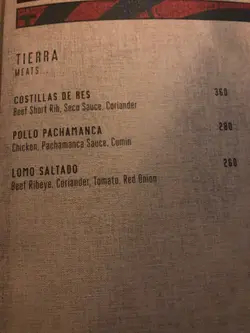 TIERRA
MEATS
COSTILLAS DE RES 360
Beef Short Rib, Seco Sauce, Coriander
POLLO PACHAMANCA 280
Chicken, Pachamanca Sauce, Cumin
LOMO SALTADO 260
Beef Ribeye, Coriander, Tomato, Red Onion